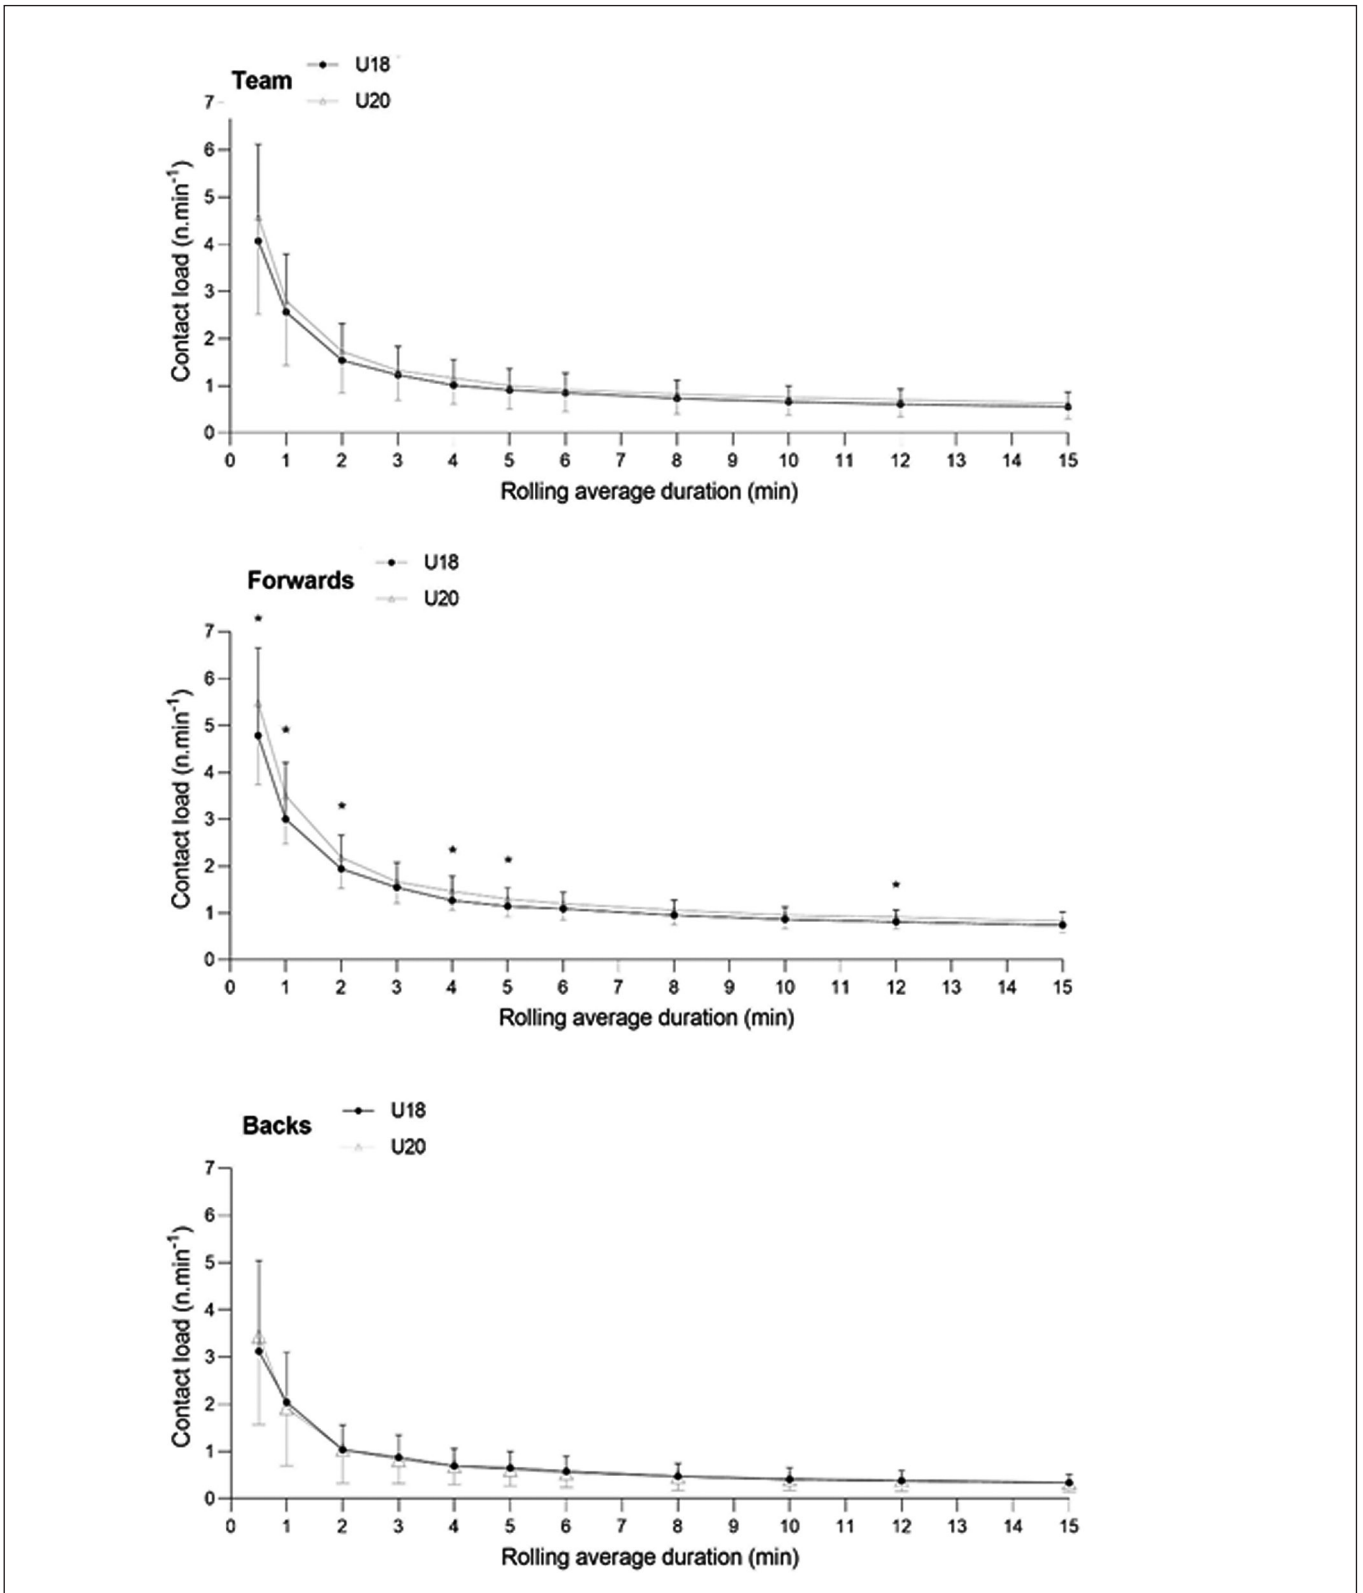 Team
U18
U20
7
6
5
4
3
2
1
0
Contact load (n.min-1)
0 1 2 3 4 5 6 7 8 9 10 11 12 13 14 15
Rolling average duration (min)
Forwards
U18
U20
7
6
5
4
3
2
1
0
Contact load (n.min-1)
* * * * * *
0 1 2 3 4 5 6 7 8 9 10 11 12 13 14 15
Rolling average duration (min)
Backs
U18
U20
7
6
5
4
3
2
1
0
Contact load (n.min-1)
0 1 2 3 4 5 6 7 8 9 10 11 12 13 14 15
Rolling average duration (min)